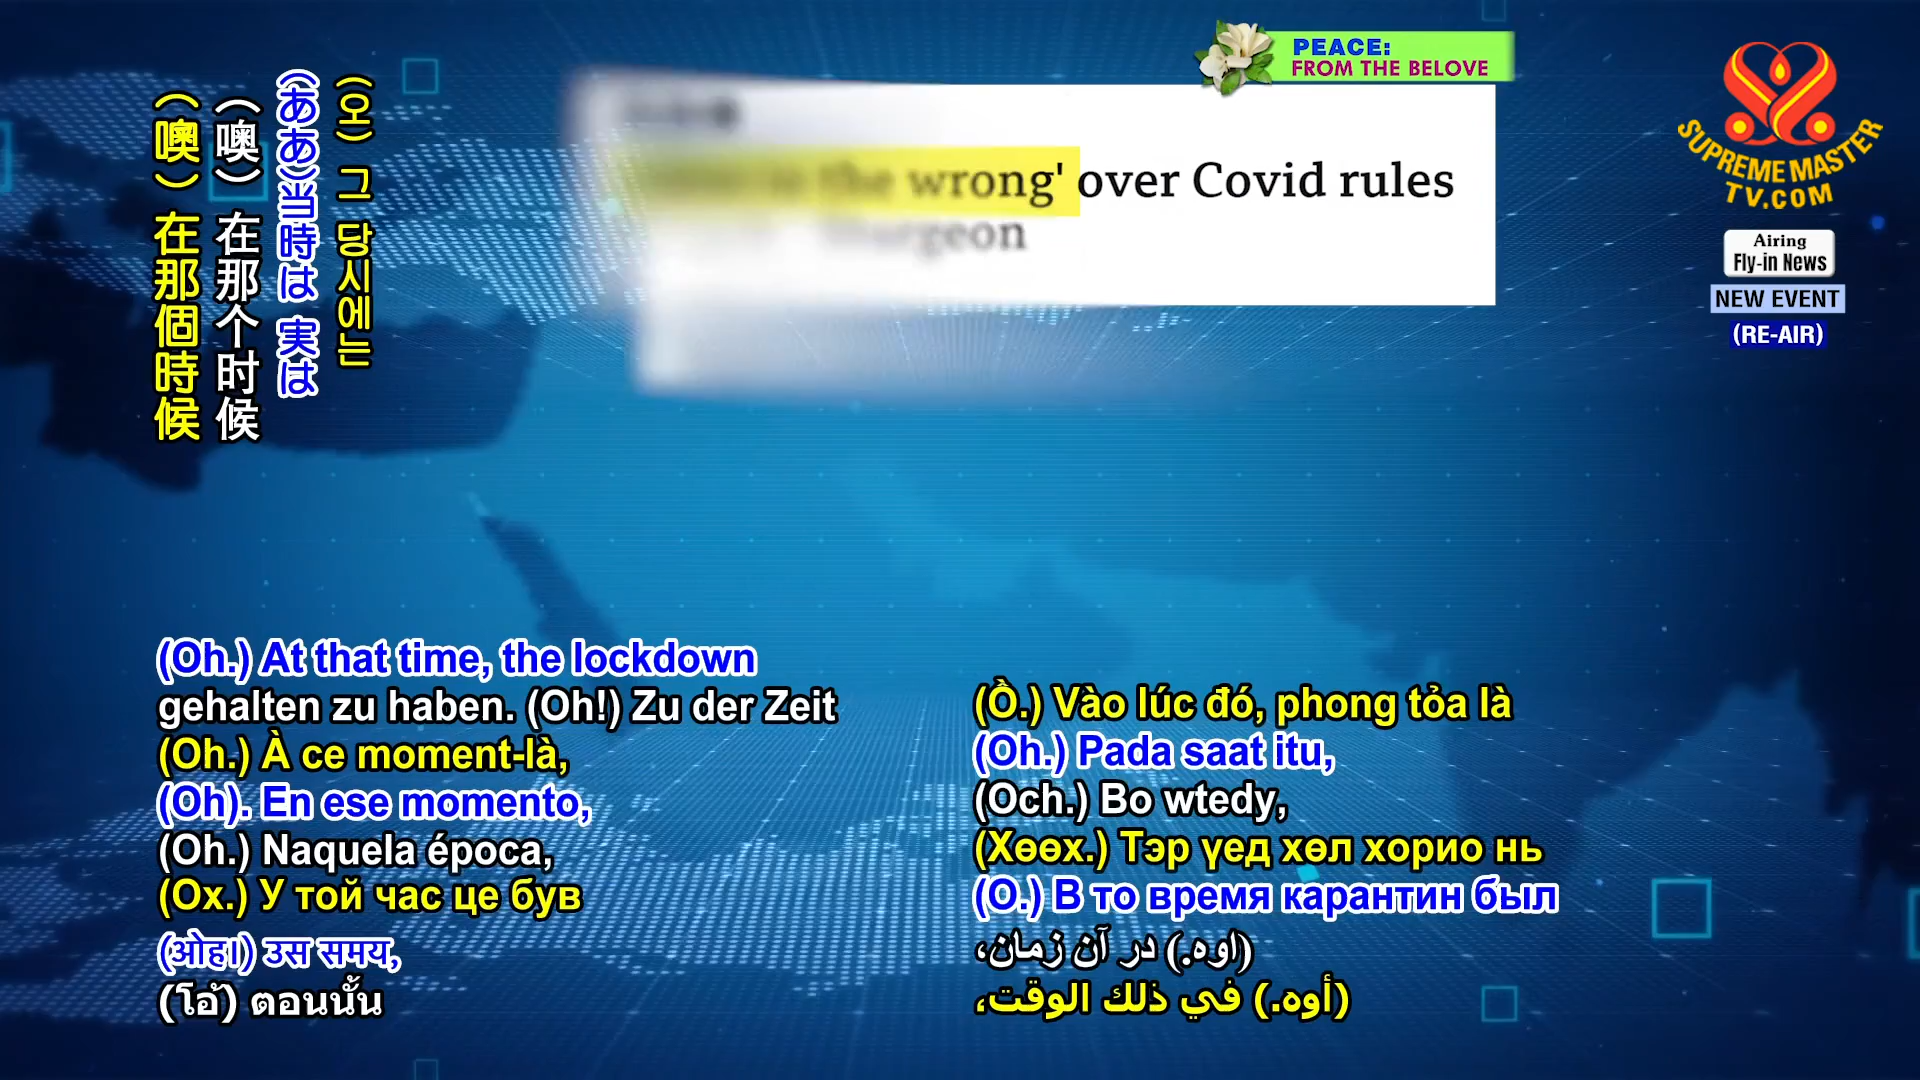 PEACE:
FROM THE BELOVE
SUPREME MASTER
TV.COM
Airing
Fly-in News
NEW EVENT
(RE-AIR)
the wrong' over Covid rules
(오) 그 당시에는
(ああ)当時は 実は
(噢) 在那个时候
(噢) 在那個時候
(Oh.) At that time, the lockdown
gehalten zu haben. (Oh!) Zu der Zeit
(Oh.) À ce moment-là,
(Oh). En ese momento,
(Oh.) Naquela época,
(Ох.) У той час це був
(ओह।) उस समय,
(โอ้) ตอนนั้น
(Ồ.) Vào lúc đó, phong tỏa là
(Oh.) Pada saat itu,
(Och.) Bo wtedy,
(Хөөх.) Тэр үед хөл хорио нь
(О.) В то время карантин был
(اوه.) در آن زمان،
(أوه.) في ذلك الوقت،